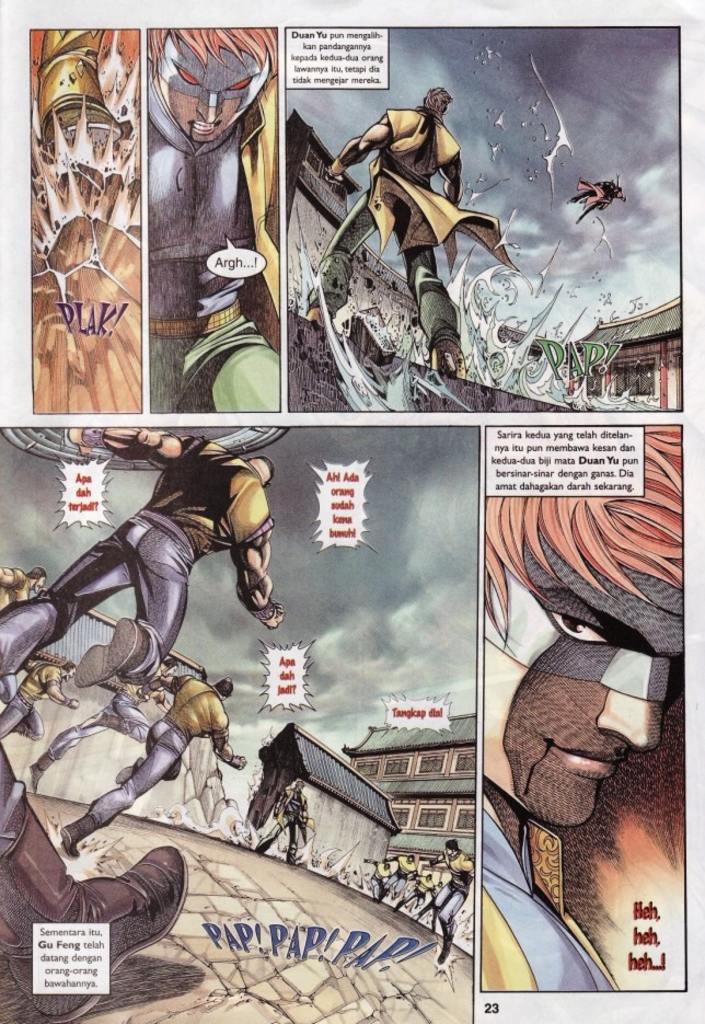 PLAK!
Argh...!
Duan Yu pun mengalih-
kan pandangannya
kepada kedua-dua orang
lawannya itu, tetapi dia
tidak mengejar mereka.
PAP!
Apa
dah
terjadi?
Ah! Ada
orang
sudah
kena
bunuh!
Apa
dah
jadi?
Tangkap dia!
Sementara itu,
Gu Feng telah
datang dengan
orang-orang
bawahannya.
PAP! PAP! PAP!
Sarira kedua yang telah ditelan-
nya itu pun membawa kesan dan
kedua-dua biji mata Duan Yu pun
bersinar-sinar dengan ganas. Dia
amat dahagakan darah sekarang.
Heh,
heh,
heh...!
23